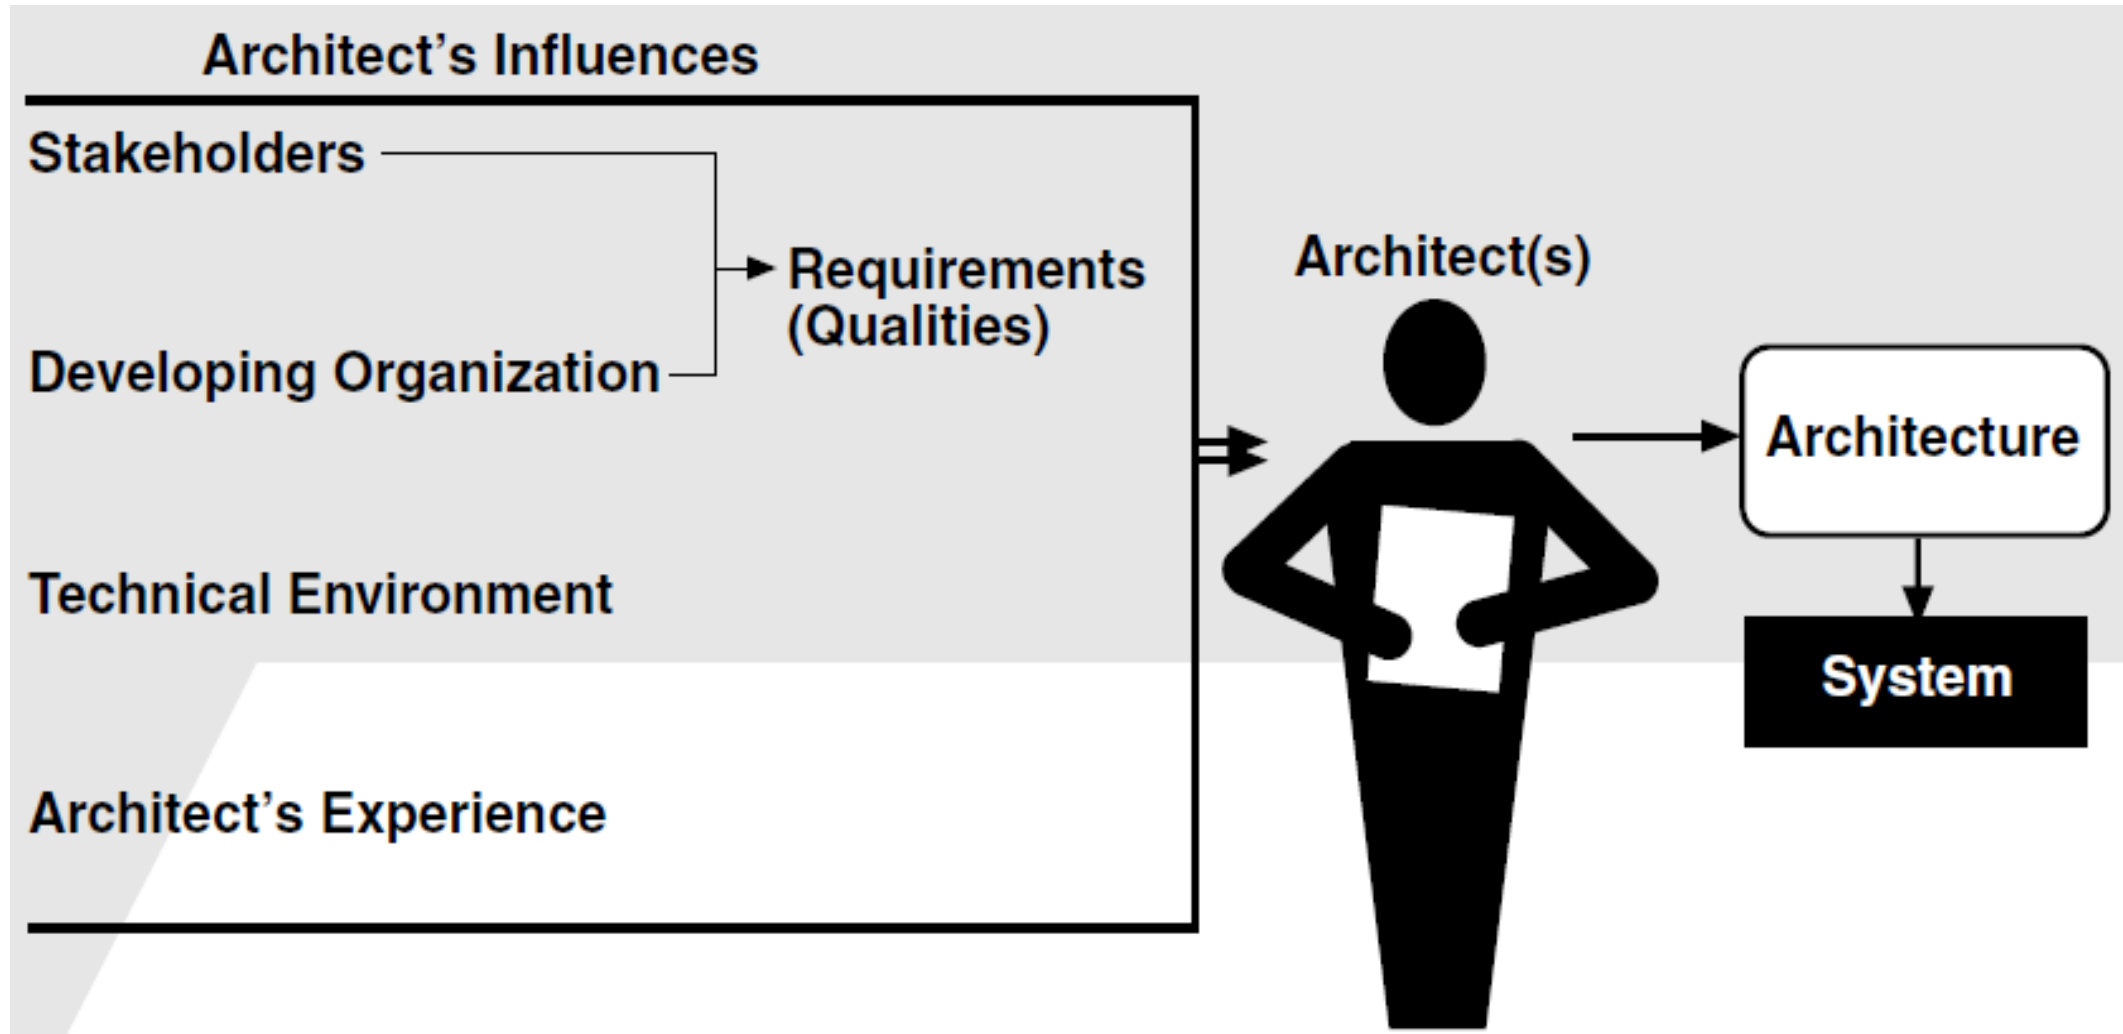 Architect’s Influences
Stakeholders
Requirements
(Qualities)
Developing Organization
Technical Environment
Architect’s Experience
Architect(s)
Architecture
System